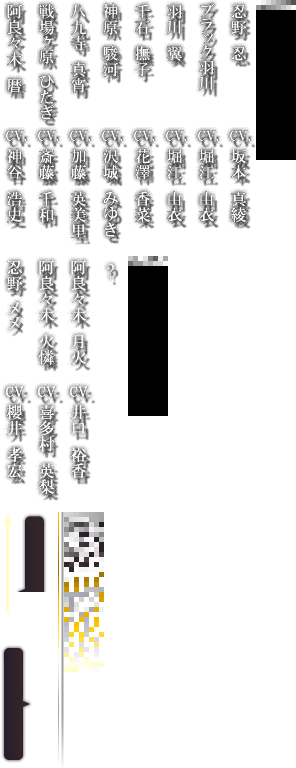 忍野 忍 CV.坂本 真綾
ブラック羽川 CV.堀江 由衣
羽川 翼 CV.堀江 由衣
千石 撫子 CV.花澤 香菜
神原 駿河 CV.沢城 みゆき
八九寺 真宵 CV.加藤 英美里
戦場ヶ原 ひたぎ CV.斎藤 千和
阿良々木 暦 CV.神谷 浩史
?
阿良々木 月火 CV.井口 裕香
阿良々木 火憐 CV.喜多村 英梨
忍野 メメ CV.櫻井 孝宏